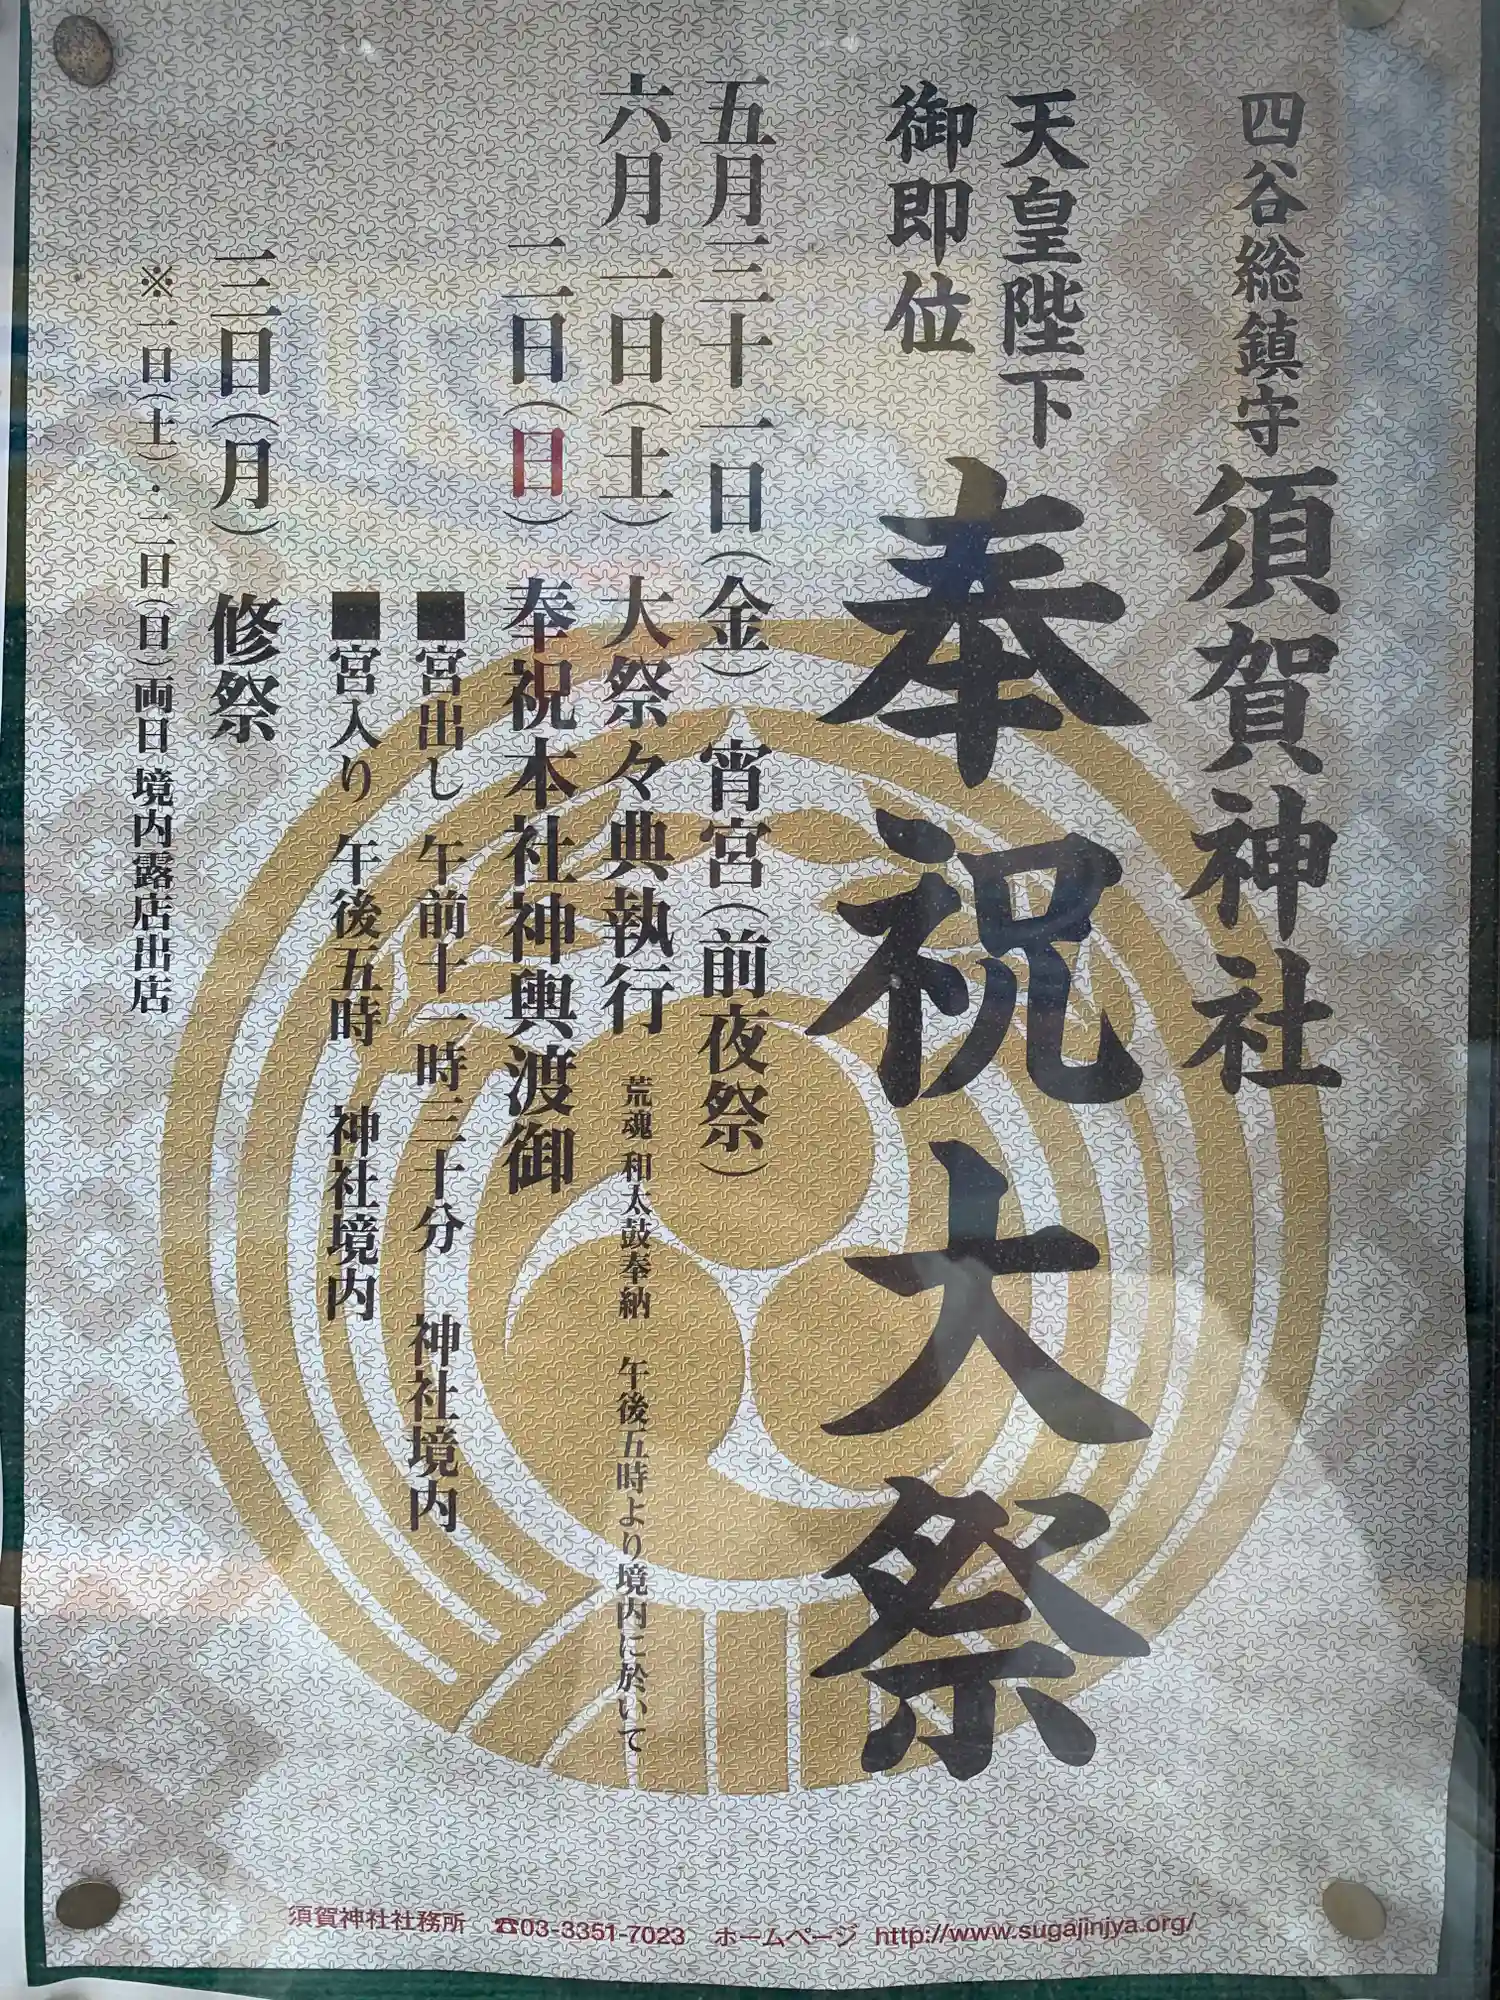 四谷総鎮守 須賀神社
天皇陛下
御即位
奉祝大祭
五月三十一日（金）宵宮（前夜祭）
六月一日（土）大祭々典執行 荒魂 和太鼓奉納 午後五時より境内に於いて
二日（日）奉祝本社神輿渡御
■宮出し 午前十一時三十分 神社境内
■宮入り 午後五時 神社境内
三日（月）修祭
※一日（土）・二日（日）両日 境内露店出店
須賀神社社務所 ☎03-3351-7023 ホームページ http://www.sugajinjya.org/